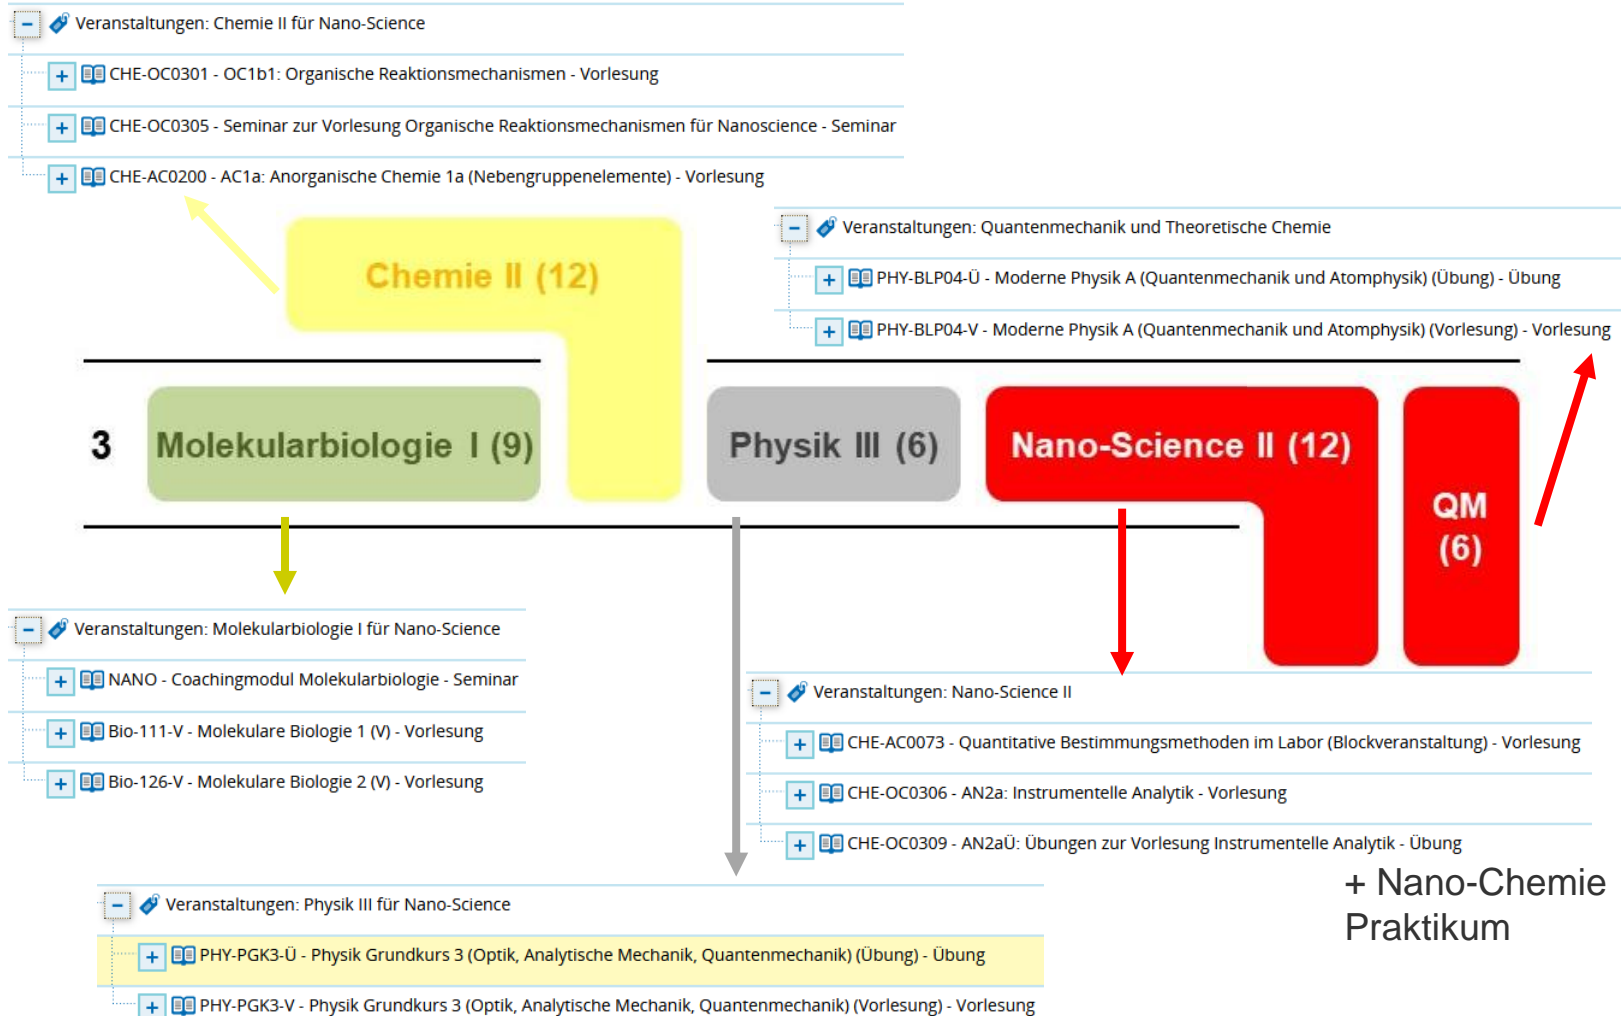 Veranstaltungen: Chemie II für Nano-Science
CHE-OC0301 - OC1b1: Organische Reaktionsmechanismen - Vorlesung
CHE-OC0305 - Seminar zur Vorlesung Organische Reaktionsmechanismen für Nanoscience - Seminar
CHE-AC0200 - AC1a: Anorganische Chemie 1a (Nebengruppenelemente) - Vorlesung
Veranstaltungen: Quantenmechanik und Theoretische Chemie
PHY-BLP04-Ü - Moderne Physik A (Quantenmechanik und Atomphysik) (Übung) - Übung
PHY-BLP04-V - Moderne Physik A (Quantenmechanik und Atomphysik) (Vorlesung) - Vorlesung
Chemie II (12)
3
Molekularbiologie I (9)
Physik III (6)
Nano-Science II (12)
QM
(6)
Veranstaltungen: Molekularbiologie I für Nano-Science
NANO - Coachingmodul Molekularbiologie - Seminar
Bio-111-V - Molekulare Biologie 1 (V) - Vorlesung
Bio-126-V - Molekulare Biologie 2 (V) - Vorlesung
Veranstaltungen: Nano-Science II
CHE-AC0073 - Quantitative Bestimmungsmethoden im Labor (Blockveranstaltung) - Vorlesung
CHE-OC0306 - AN2a: Instrumentelle Analytik - Vorlesung
CHE-OC0309 - AN2aÜ: Übungen zur Vorlesung Instrumentelle Analytik - Übung
+ Nano-Chemie
Praktikum
Veranstaltungen: Physik III für Nano-Science
PHY-PGK3-Ü - Physik Grundkurs 3 (Optik, Analytische Mechanik, Quantenmechanik) (Übung) - Übung
PHY-PGK3-V - Physik Grundkurs 3 (Optik, Analytische Mechanik, Quantenmechanik) (Vorlesung) - Vorlesung